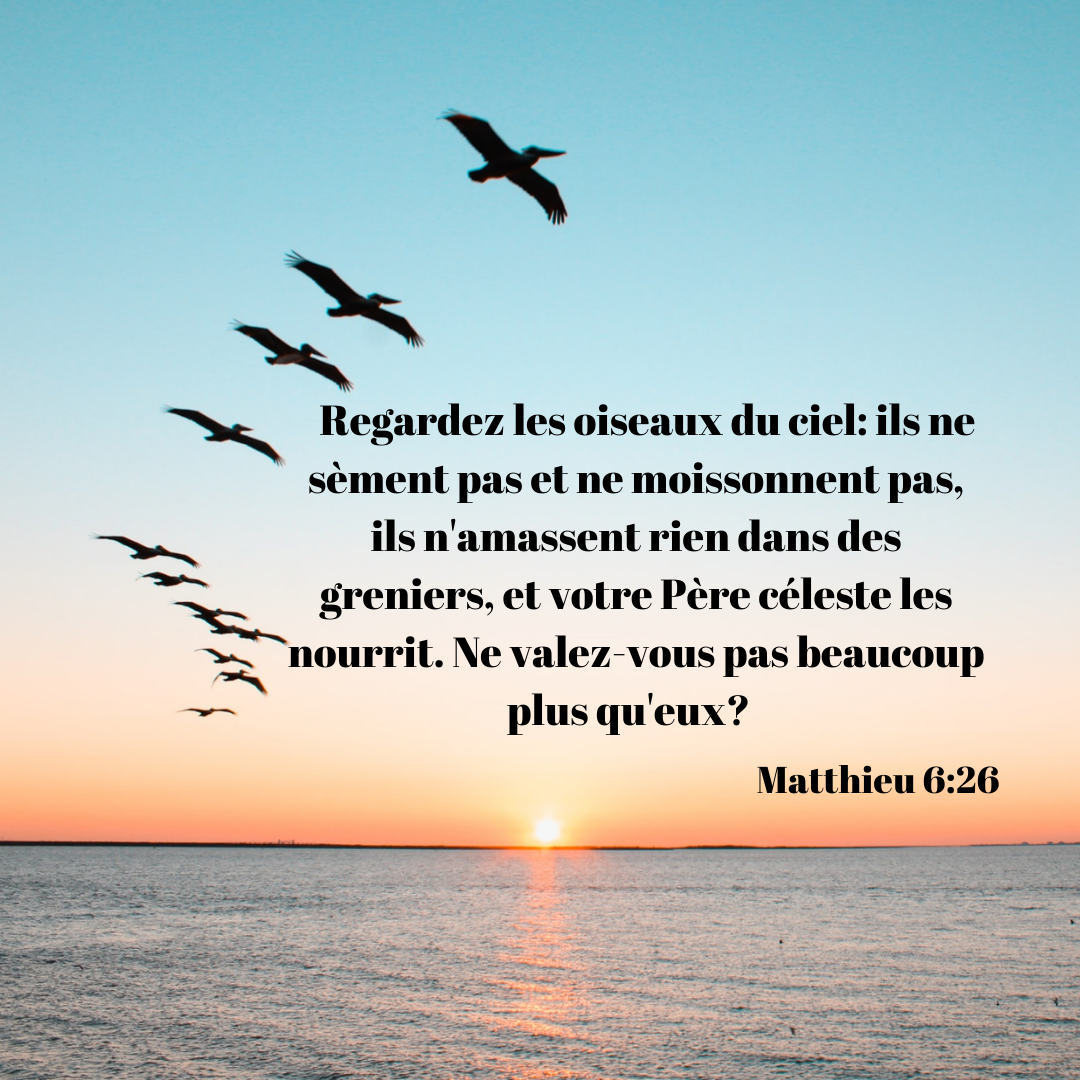 Regardez les oiseaux du ciel: ils ne
sèment pas et ne moissonnent pas,
ils n'amassent rien dans des
greniers, et votre Père céleste les
nourrit. Ne valez-vous pas beaucoup
plus qu'eux?
Matthieu 6:26